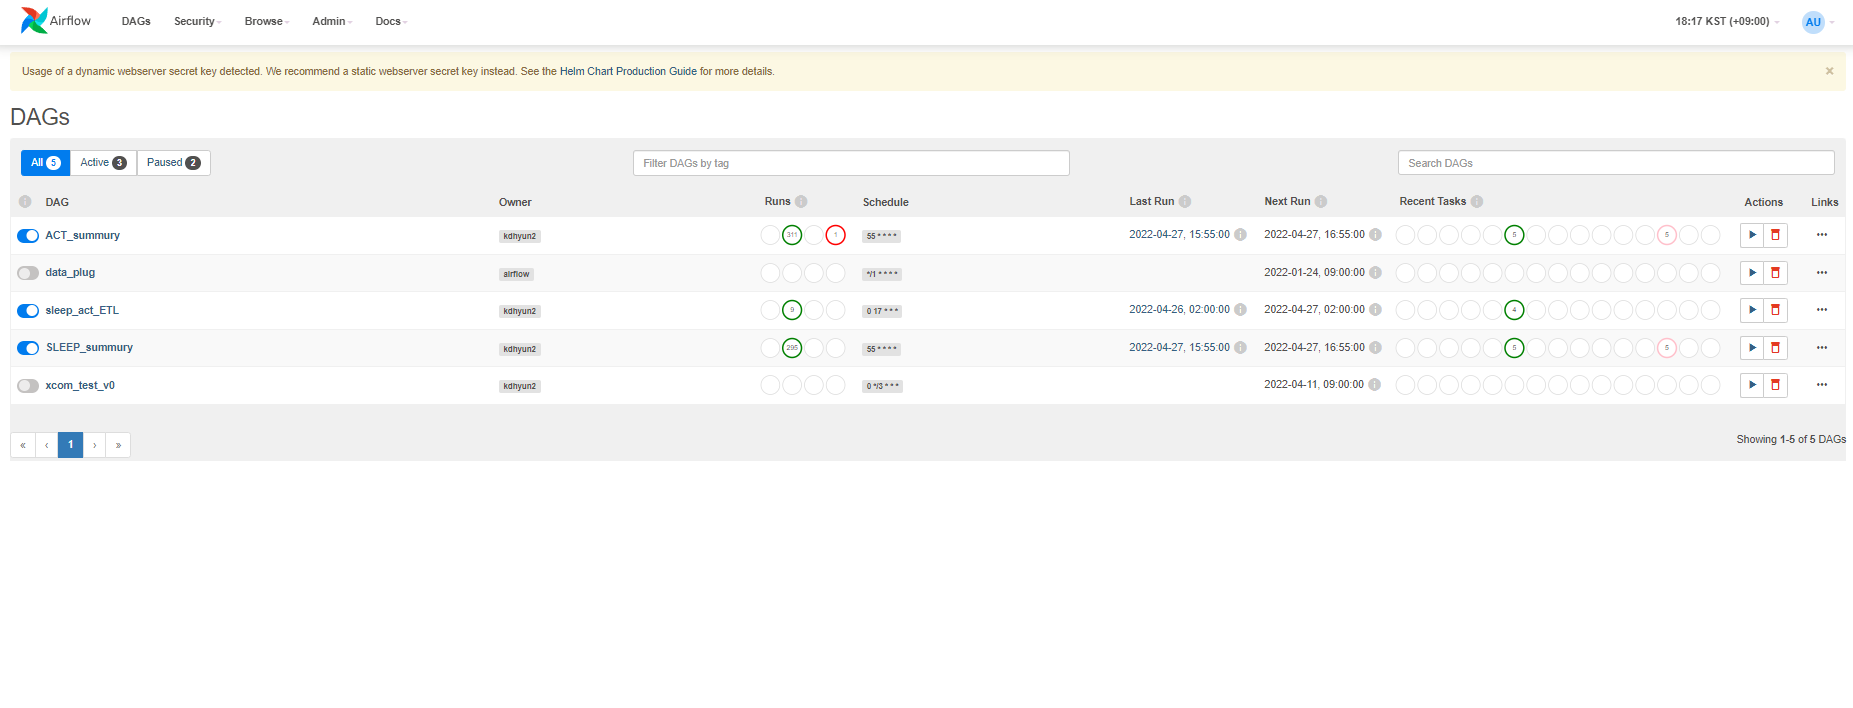 Airflow DAGs Security Browse Admin Docs 18:17 KST (+09:00) AU
Usage of a dynamic webserver secret key detected. We recommend a static webserver secret key instead. See the Helm Chart Production Guide for more details. ×
DAGs
All 5 Active 3 Paused 2 Filter DAGs by tag Search DAGs
i DAG Owner Runs i Schedule Last Run i Next Run i Recent Tasks i Actions Links
ACT_summury kdhyun2 311 1 55 * * * * 2022-04-27, 15:55:00 i 2022-04-27, 16:55:00 i 5 5 ...
data_plug airflow */1 * * * * 2022-01-24, 09:00:00 i ...
sleep_act_ETL kdhyun2 9 0 17 * * * 2022-04-26, 02:00:00 i 2022-04-27, 02:00:00 i 4 ...
SLEEP_summury kdhyun2 295 55 * * * * 2022-04-27, 15:55:00 i 2022-04-27, 16:55:00 i 5 5 ...
xcom_test_v0 kdhyun2 0 */3 * * * 2022-04-11, 09:00:00 i ...
« ‹ 1 › » Showing 1-5 of 5 DAGs